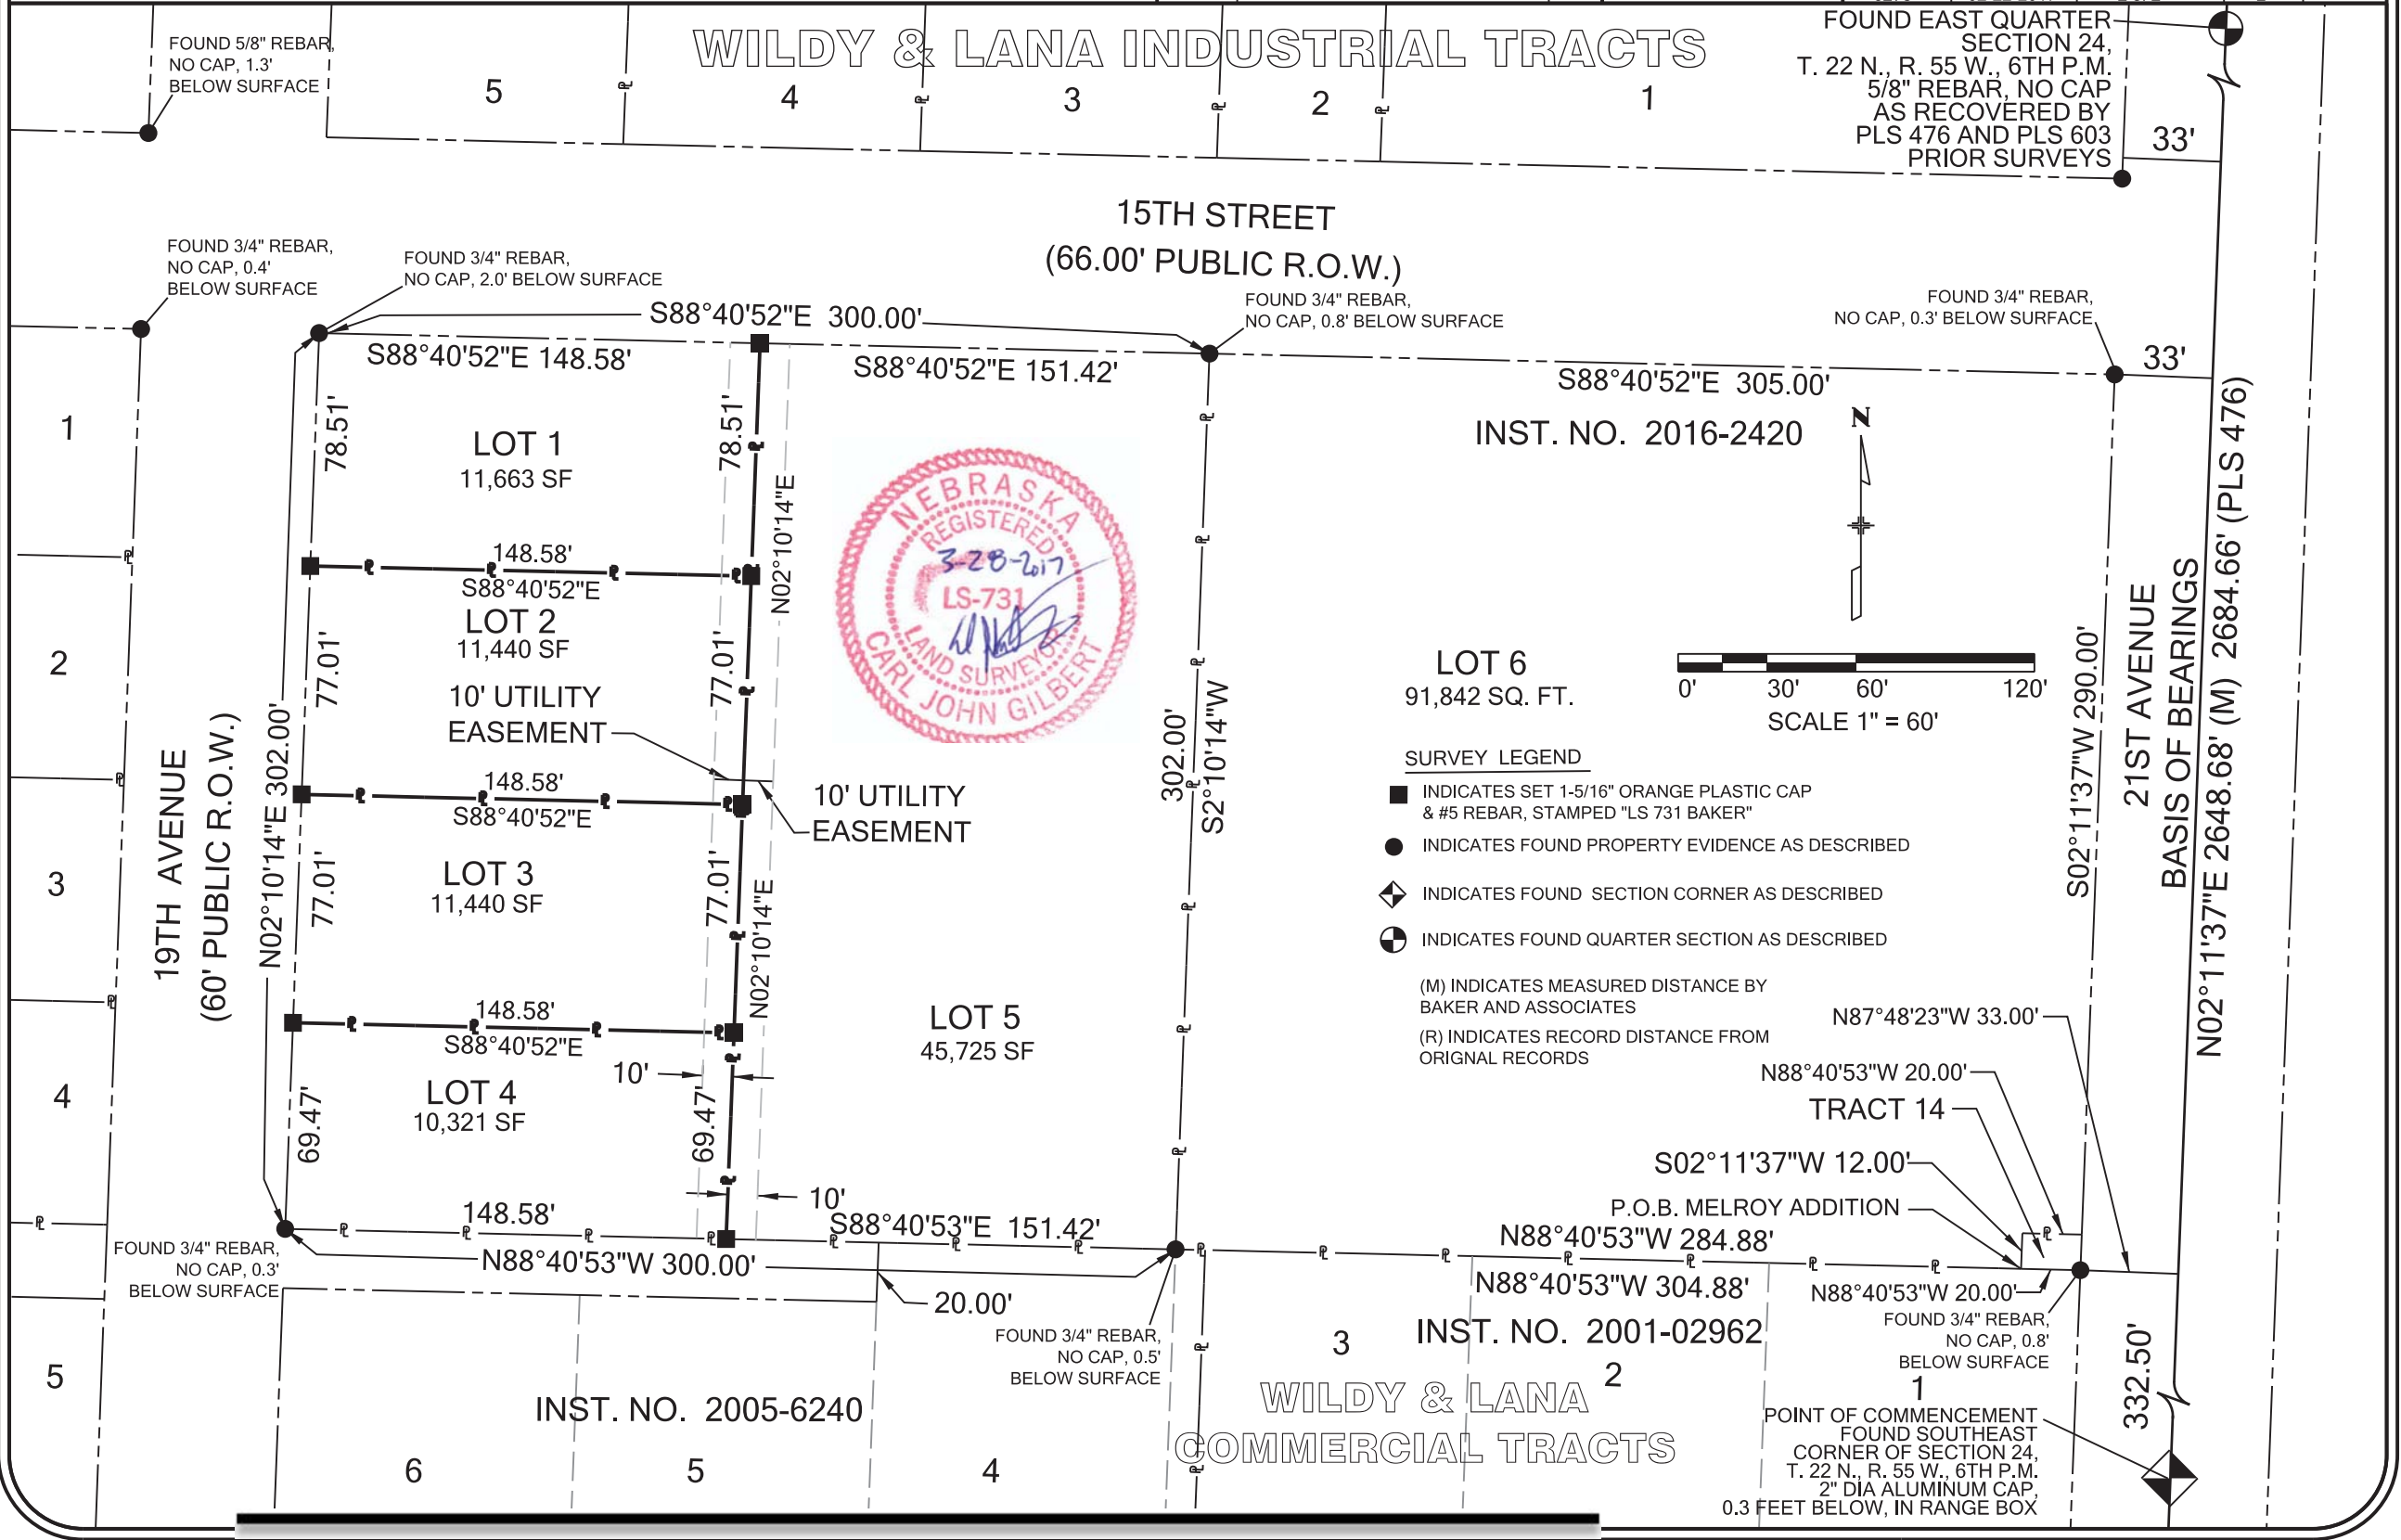 WILDY & LANA INDUSTRIAL TRACTS
FOUND 5/8" REBAR,
NO CAP, 1.3'
BELOW SURFACE
5
4
3
2
1
FOUND EAST QUARTER
SECTION 24,
T. 22 N., R. 55 W., 6TH P.M.
5/8" REBAR, NO CAP
AS RECOVERED BY
PLS 476 AND PLS 603
PRIOR SURVEYS
33'
15TH STREET
(66.00' PUBLIC R.O.W.)
FOUND 3/4" REBAR,
NO CAP, 0.4'
BELOW SURFACE
FOUND 3/4" REBAR,
NO CAP, 2.0' BELOW SURFACE
S88°40'52"E 300.00'
FOUND 3/4" REBAR,
NO CAP, 0.8' BELOW SURFACE
FOUND 3/4" REBAR,
NO CAP, 0.3' BELOW SURFACE
33'
S88°40'52"E 148.58'
S88°40'52"E 151.42'
S88°40'52"E 305.00'
INST. NO. 2016-2420
N
1
78.51'
LOT 1
11,663 SF
78.51'
N02°10'14"E
NEBRASKA
REGISTERED
3-28-2017
LS-731
LAND SURVEYOR
CARL JOHN GILBERT
148.58'
S88°40'52"E
2
77.01'
LOT 2
11,440 SF
77.01'
10' UTILITY
EASEMENT
10' UTILITY
EASEMENT
LOT 6
91,842 SQ. FT.
0' 30' 60' 120'
SCALE 1" = 60'
302.00'
S2°10'14"W
S02°11'37"W 290.00'
21ST AVENUE
BASIS OF BEARINGS
N02°11'37"E 2648.68' (M) 2684.66' (PLS 476)
19TH AVENUE
(60' PUBLIC R.O.W.)
N02°10'14"E 302.00'
148.58'
S88°40'52"E
3
77.01'
LOT 3
11,440 SF
77.01'
N02°10'14"E
SURVEY LEGEND
INDICATES SET 1-5/16" ORANGE PLASTIC CAP
& #5 REBAR, STAMPED "LS 731 BAKER"
INDICATES FOUND PROPERTY EVIDENCE AS DESCRIBED
INDICATES FOUND SECTION CORNER AS DESCRIBED
INDICATES FOUND QUARTER SECTION AS DESCRIBED
(M) INDICATES MEASURED DISTANCE BY
BAKER AND ASSOCIATES
(R) INDICATES RECORD DISTANCE FROM
ORIGNAL RECORDS
148.58'
S88°40'52"E
LOT 5
45,725 SF
4
69.47'
LOT 4
10,321 SF
10'
69.47'
10'
N87°48'23"W 33.00'
N88°40'53"W 20.00'
TRACT 14
S02°11'37"W 12.00'
P.O.B. MELROY ADDITION
148.58'
S88°40'53"E 151.42'
N88°40'53"W 284.88'
FOUND 3/4" REBAR,
NO CAP, 0.3'
BELOW SURFACE
N88°40'53"W 300.00'
20.00'
N88°40'53"W 304.88'
N88°40'53"W 20.00'
FOUND 3/4" REBAR,
NO CAP, 0.5'
BELOW SURFACE
FOUND 3/4" REBAR,
NO CAP, 0.8'
BELOW SURFACE
332.50'
5
INST. NO. 2005-6240
3
INST. NO. 2001-02962
2
1
WILDY & LANA
COMMERCIAL TRACTS
6
5
4
POINT OF COMMENCEMENT
FOUND SOUTHEAST
CORNER OF SECTION 24,
T. 22 N., R. 55 W., 6TH P.M.
2" DIA ALUMINUM CAP,
0.3 FEET BELOW, IN RANGE BOX